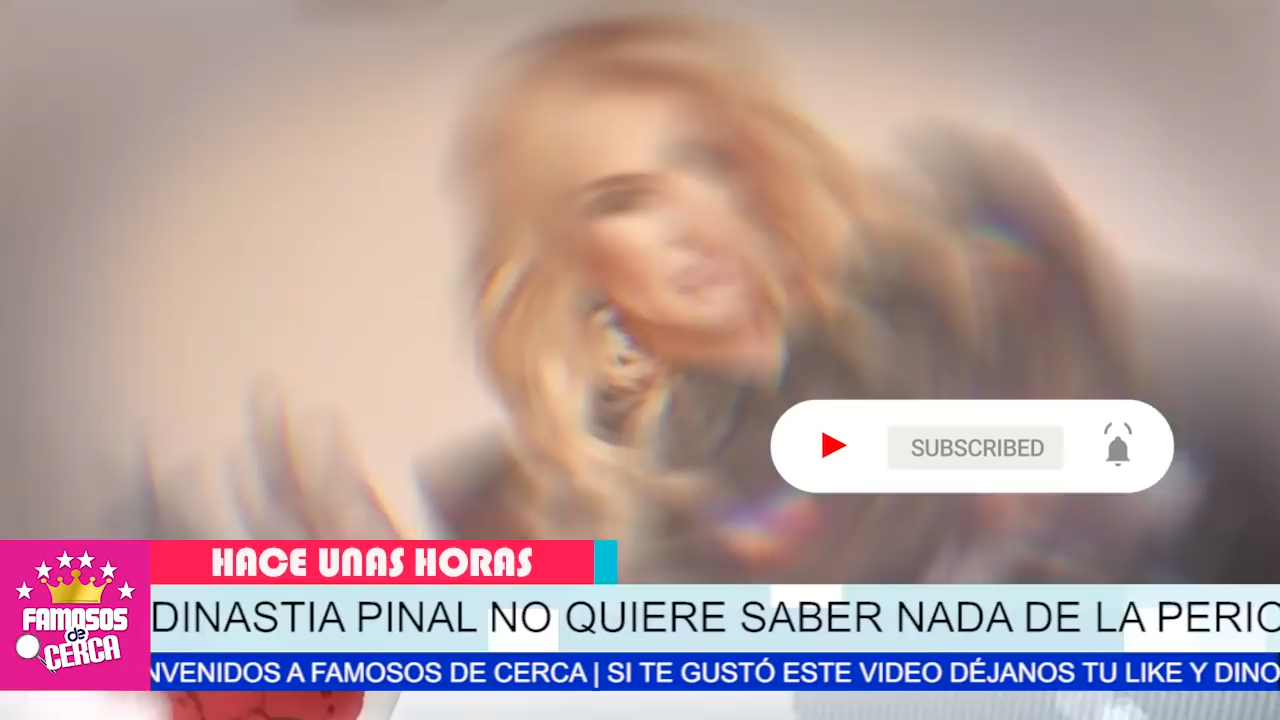 SUBSCRIBED
HACE UNAS HORAS
FAMOSOS
de
CERCA
DINASTIA PINAL NO QUIERE SABER NADA DE LA PERIO
NVENIDOS A FAMOSOS DE CERCA | SI TE GUSTÓ ESTE VIDEO DÉJANOS TU LIKE Y DINO